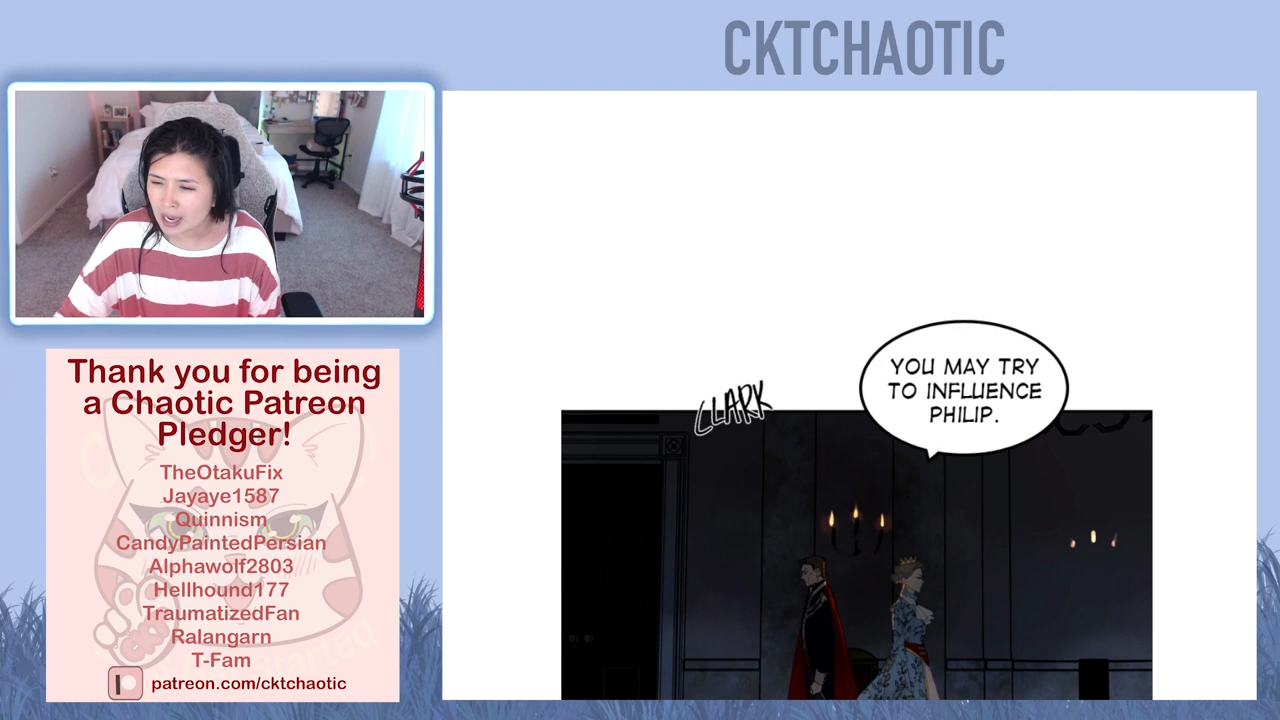 CKTCHAOTIC
Thank you for being
a Chaotic Patreon
Pledger!
TheOtakuFix
Jayaye1587
Quinnism
CandyPaintedPersian
Alphawolf2803
Hellhound177
TraumatizedFan
Ralangarn
T-Fam
patreon.com/cktchaotic
CLARK
YOU MAY TRY
TO INFLUENCE
PHILIP.